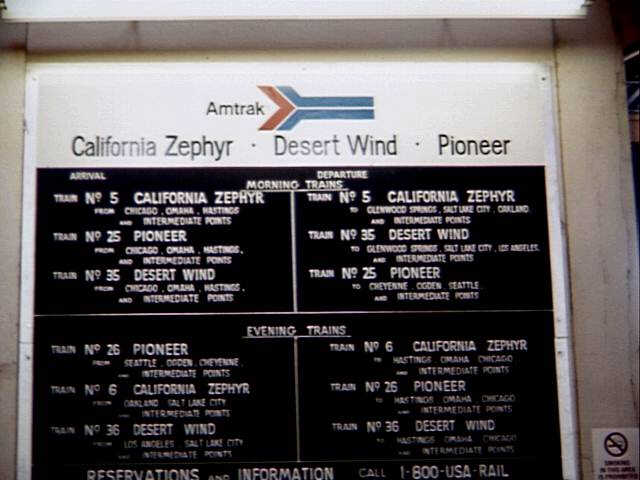 Amtrak
California Zephyr · Desert Wind · Pioneer
ARRIVAL DEPARTURE
MORNING TRAINS
TRAIN Nº 5 CALIFORNIA ZEPHYR
FROM CHICAGO, OMAHA, HASTINGS
AND INTERMEDIATE POINTS
TRAIN Nº 25 PIONEER
FROM CHICAGO, OMAHA, HASTINGS,
AND INTERMEDIATE POINTS
TRAIN Nº 35 DESERT WIND
FROM CHICAGO, OMAHA, HASTINGS,
AND INTERMEDIATE POINTS
TRAIN Nº 5 CALIFORNIA ZEPHYR
TO GLENWOOD SPRINGS, SALT LAKE CITY, OAKLAND,
AND INTERMEDIATE POINTS
TRAIN Nº 35 DESERT WIND
TO GLENWOOD SPRINGS, SALT LAKE CITY, LOS ANGELES,
AND INTERMEDIATE POINTS
TRAIN Nº 25 PIONEER
TO CHEYENNE, OGDEN, SEATTLE,
AND INTERMEDIATE POINTS
EVENING TRAINS
TRAIN Nº 26 PIONEER
FROM SEATTLE, OGDEN, CHEYENNE,
AND INTERMEDIATE POINTS
TRAIN Nº 6 CALIFORNIA ZEPHYR
FROM OAKLAND, SALT LAKE CITY
AND INTERMEDIATE POINTS
TRAIN Nº 36 DESERT WIND
FROM LOS ANGELES, SALT LAKE CITY
AND INTERMEDIATE POINTS
TRAIN Nº 6 CALIFORNIA ZEPHYR
TO HASTINGS, OMAHA, CHICAGO
AND INTERMEDIATE POINTS
TRAIN Nº 26 PIONEER
TO HASTINGS, OMAHA, CHICAGO
AND INTERMEDIATE POINTS
TRAIN Nº 36 DESERT WIND
TO HASTINGS, OMAHA, CHICAGO
AND INTERMEDIATE POINTS
RESERVATIONS AND INFORMATION CALL 1-800-USA-RAIL
SMOKING
IN THIS AREA
IS PROHIBITED